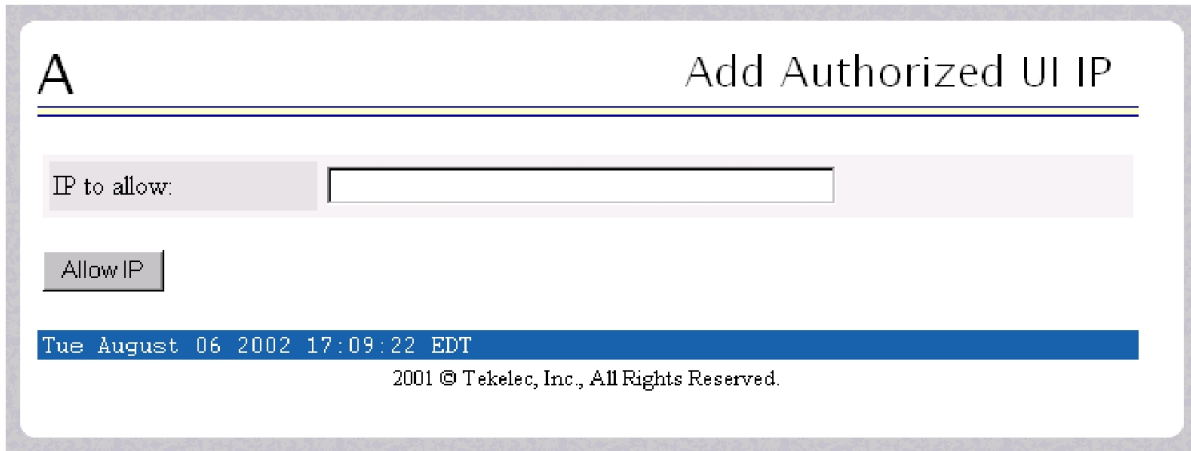 A
Add Authorized UI IP
IP to allow:
Allow IP
Tue August 06 2002 17:09:22 EDT
2001 © Tekelec, Inc., All Rights Reserved.